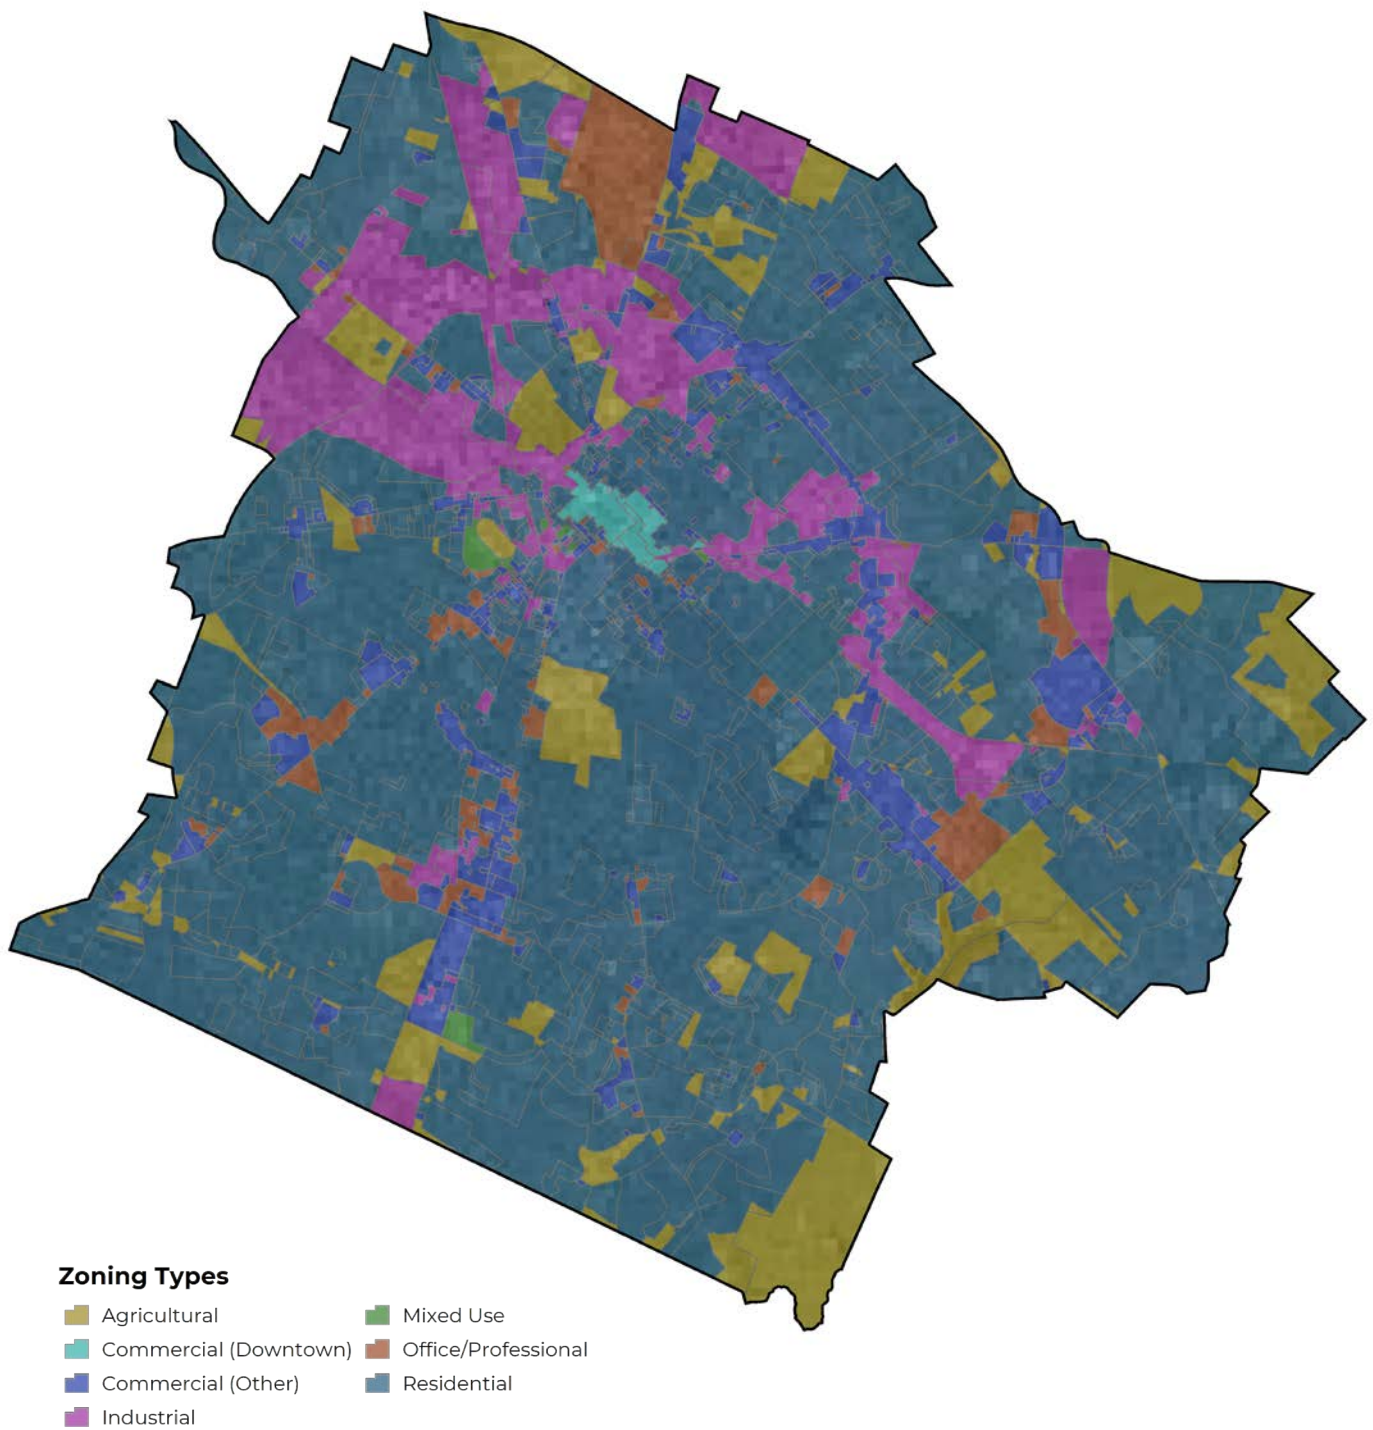 Zoning Types
Agricultural
Commercial (Downtown)
Commercial (Other)
Industrial
Mixed Use
Office/Professional
Residential